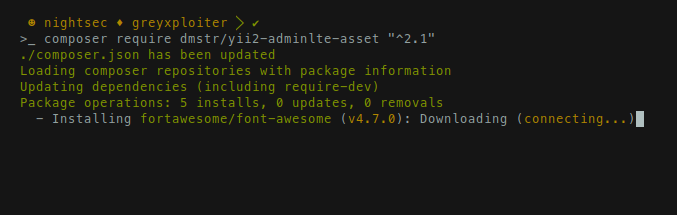 ☻ nightsec ♦ greyxploiter > ✔
>_ composer require dmstr/yii2-adminlte-asset "^2.1"
./composer.json has been updated
Loading composer repositories with package information
Updating dependencies (including require-dev)
Package operations: 5 installs, 0 updates, 0 removals
  - Installing fortawesome/font-awesome (v4.7.0): Downloading (connecting...)